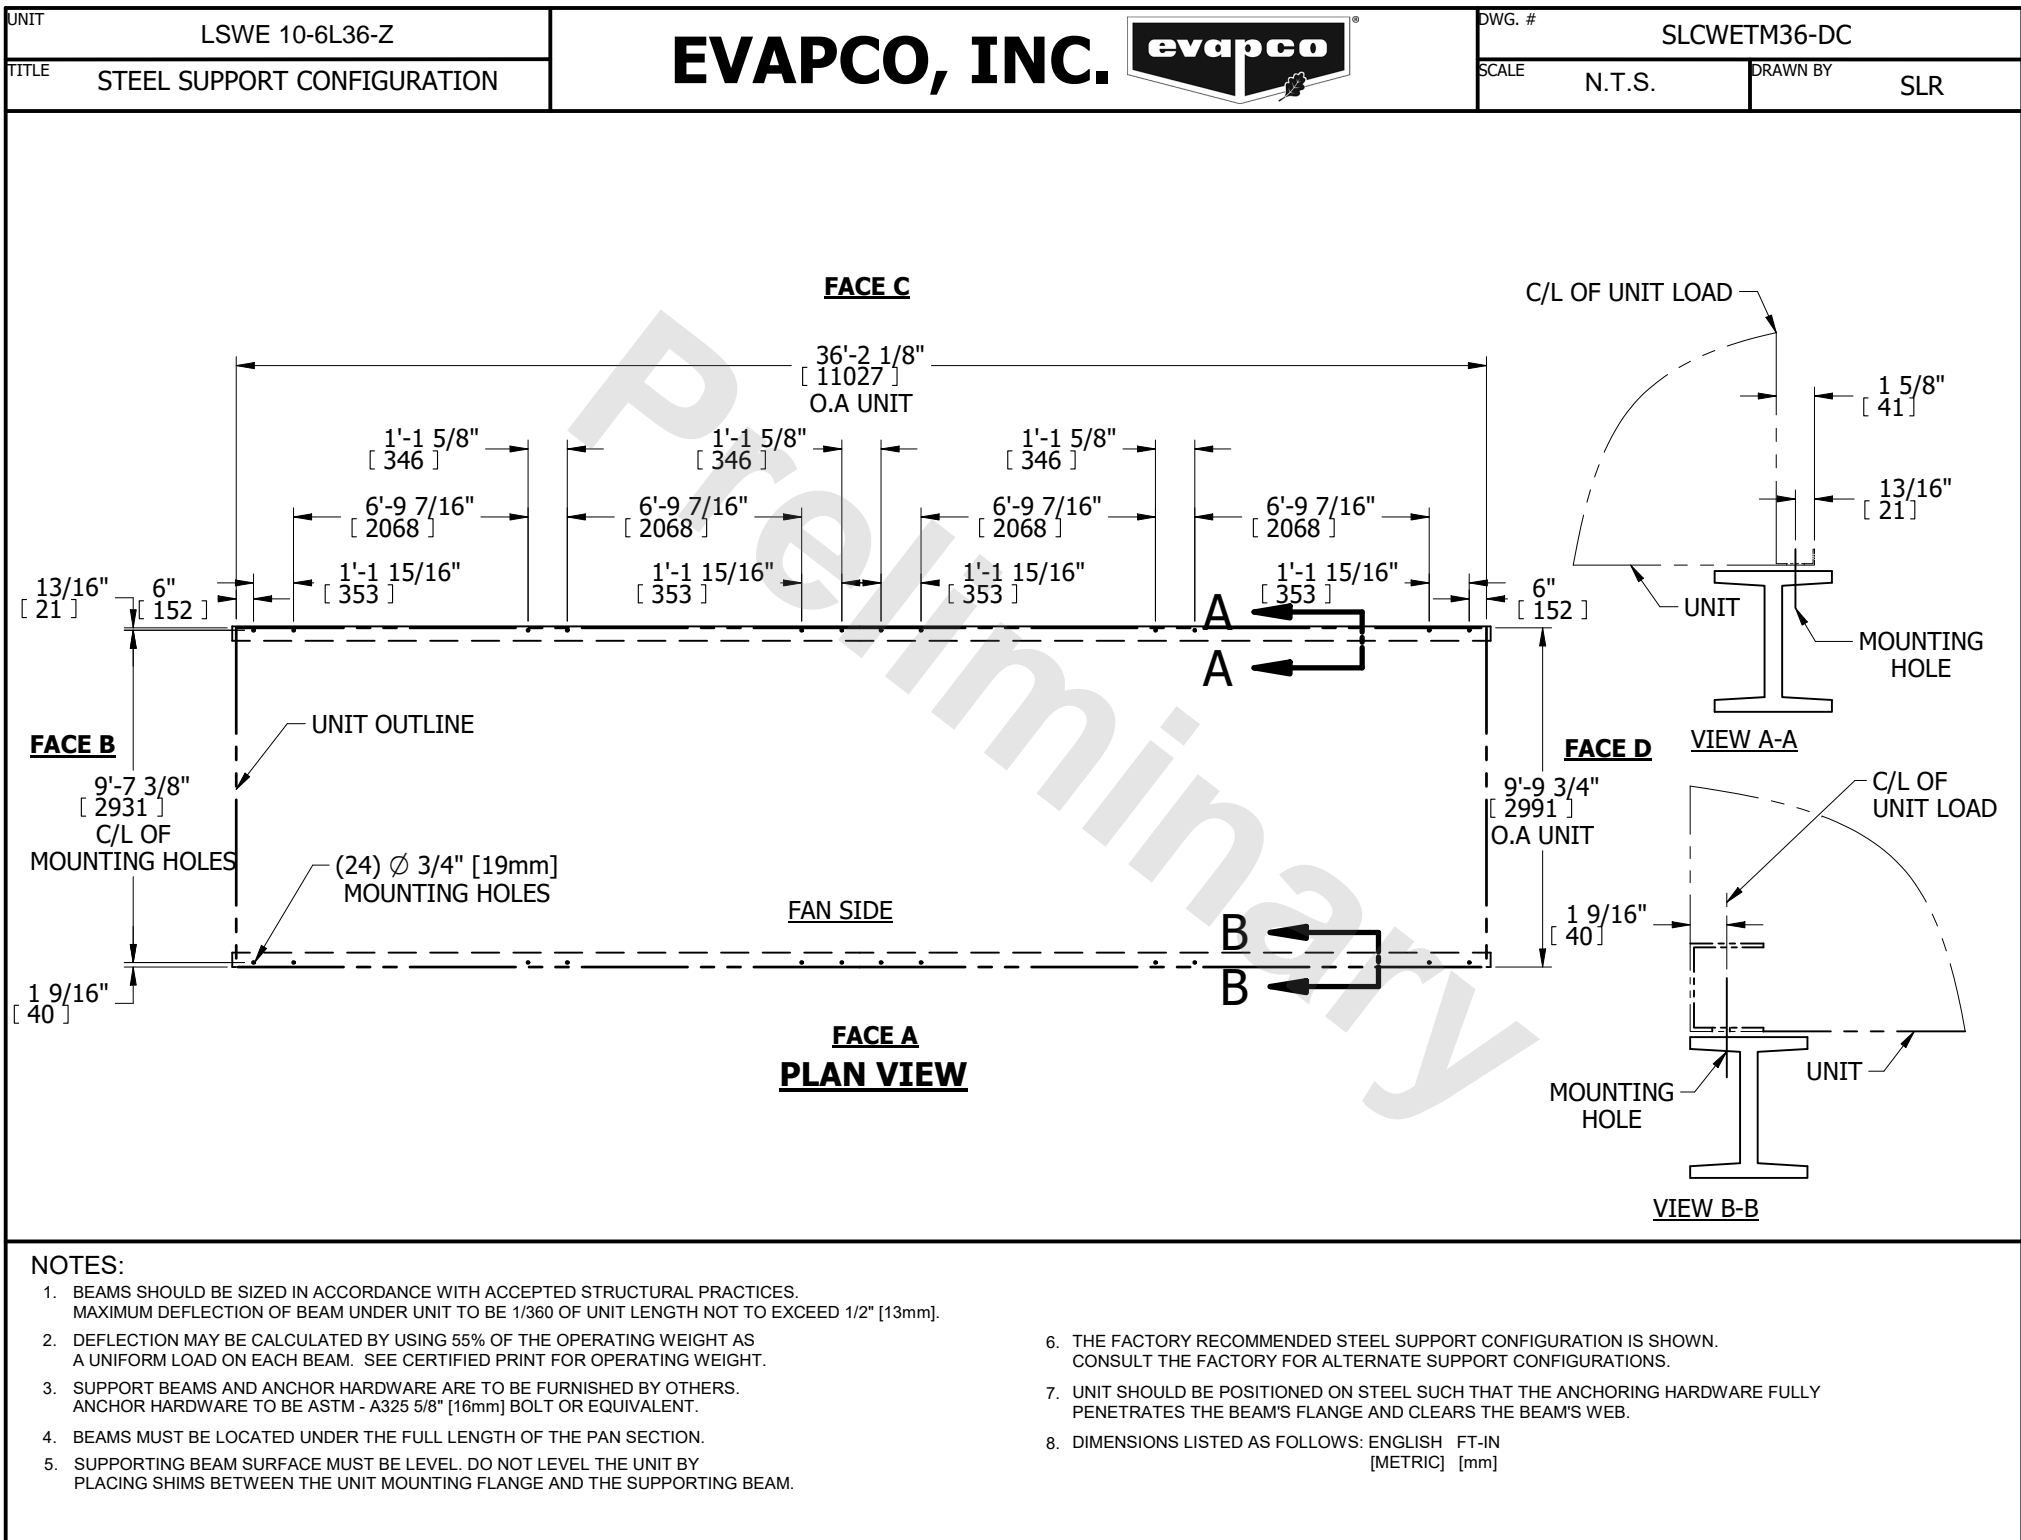 UNIT
LSWE 10-6L36-Z
TITLE
STEEL SUPPORT CONFIGURATION
EVAPCO, INC.
evapco
®
DWG. #
SLCWETM36-DC
SCALE
N.T.S.
DRAWN BY
SLR
Preliminary
FACE C
36'-2 1/8"
[ 11027 ]
O.A UNIT
1'-1 5/8"
[ 346 ]
1'-1 5/8"
[ 346 ]
1'-1 5/8"
[ 346 ]
6'-9 7/16"
[ 2068 ]
6'-9 7/16"
[ 2068 ]
6'-9 7/16"
[ 2068 ]
6'-9 7/16"
[ 2068 ]
13/16"
[ 21 ]
6"
[ 152 ]
1'-1 15/16"
[ 353 ]
1'-1 15/16"
[ 353 ]
1'-1 15/16"
[ 353 ]
1'-1 15/16"
[ 353 ]
6"
[ 152 ]
A
A
UNIT OUTLINE
FACE B
9'-7 3/8"
[ 2931 ]
C/L OF
MOUNTING HOLES
(24) Ø 3/4" [19mm]
MOUNTING HOLES
FAN SIDE
B
B
FACE D
9'-9 3/4"
[ 2991 ]
O.A UNIT
1 9/16"
[ 40 ]
FACE A
PLAN VIEW
C/L OF UNIT LOAD
1 5/8"
[ 41 ]
13/16"
[ 21 ]
UNIT
MOUNTING
HOLE
VIEW A-A
C/L OF
UNIT LOAD
1 9/16"
[ 40 ]
UNIT
MOUNTING
HOLE
VIEW B-B
NOTES:
1. BEAMS SHOULD BE SIZED IN ACCORDANCE WITH ACCEPTED STRUCTURAL PRACTICES.
MAXIMUM DEFLECTION OF BEAM UNDER UNIT TO BE 1/360 OF UNIT LENGTH NOT TO EXCEED 1/2" [13mm].
2. DEFLECTION MAY BE CALCULATED BY USING 55% OF THE OPERATING WEIGHT AS
A UNIFORM LOAD ON EACH BEAM. SEE CERTIFIED PRINT FOR OPERATING WEIGHT.
3. SUPPORT BEAMS AND ANCHOR HARDWARE ARE TO BE FURNISHED BY OTHERS.
ANCHOR HARDWARE TO BE ASTM - A325 5/8" [16mm] BOLT OR EQUIVALENT.
4. BEAMS MUST BE LOCATED UNDER THE FULL LENGTH OF THE PAN SECTION.
5. SUPPORTING BEAM SURFACE MUST BE LEVEL. DO NOT LEVEL THE UNIT BY
PLACING SHIMS BETWEEN THE UNIT MOUNTING FLANGE AND THE SUPPORTING BEAM.
6. THE FACTORY RECOMMENDED STEEL SUPPORT CONFIGURATION IS SHOWN.
CONSULT THE FACTORY FOR ALTERNATE SUPPORT CONFIGURATIONS.
7. UNIT SHOULD BE POSITIONED ON STEEL SUCH THAT THE ANCHORING HARDWARE FULLY
PENETRATES THE BEAM'S FLANGE AND CLEARS THE BEAM'S WEB.
8. DIMENSIONS LISTED AS FOLLOWS: ENGLISH FT-IN
[METRIC] [mm]